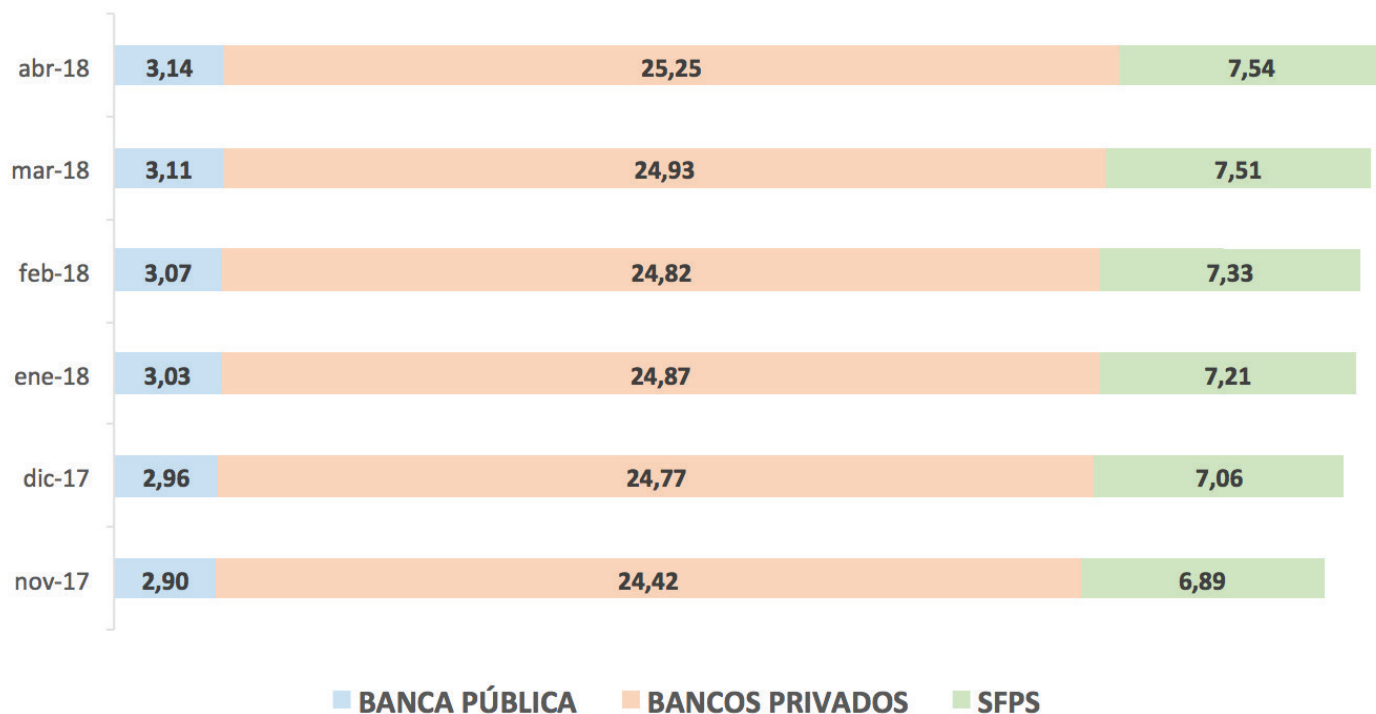 abr-18 3,14 25,25 7,54
mar-18 3,11 24,93 7,51
feb-18 3,07 24,82 7,33
ene-18 3,03 24,87 7,21
dic-17 2,96 24,77 7,06
nov-17 2,90 24,42 6,89
BANCA PÚBLICA BANCOS PRIVADOS SFPS